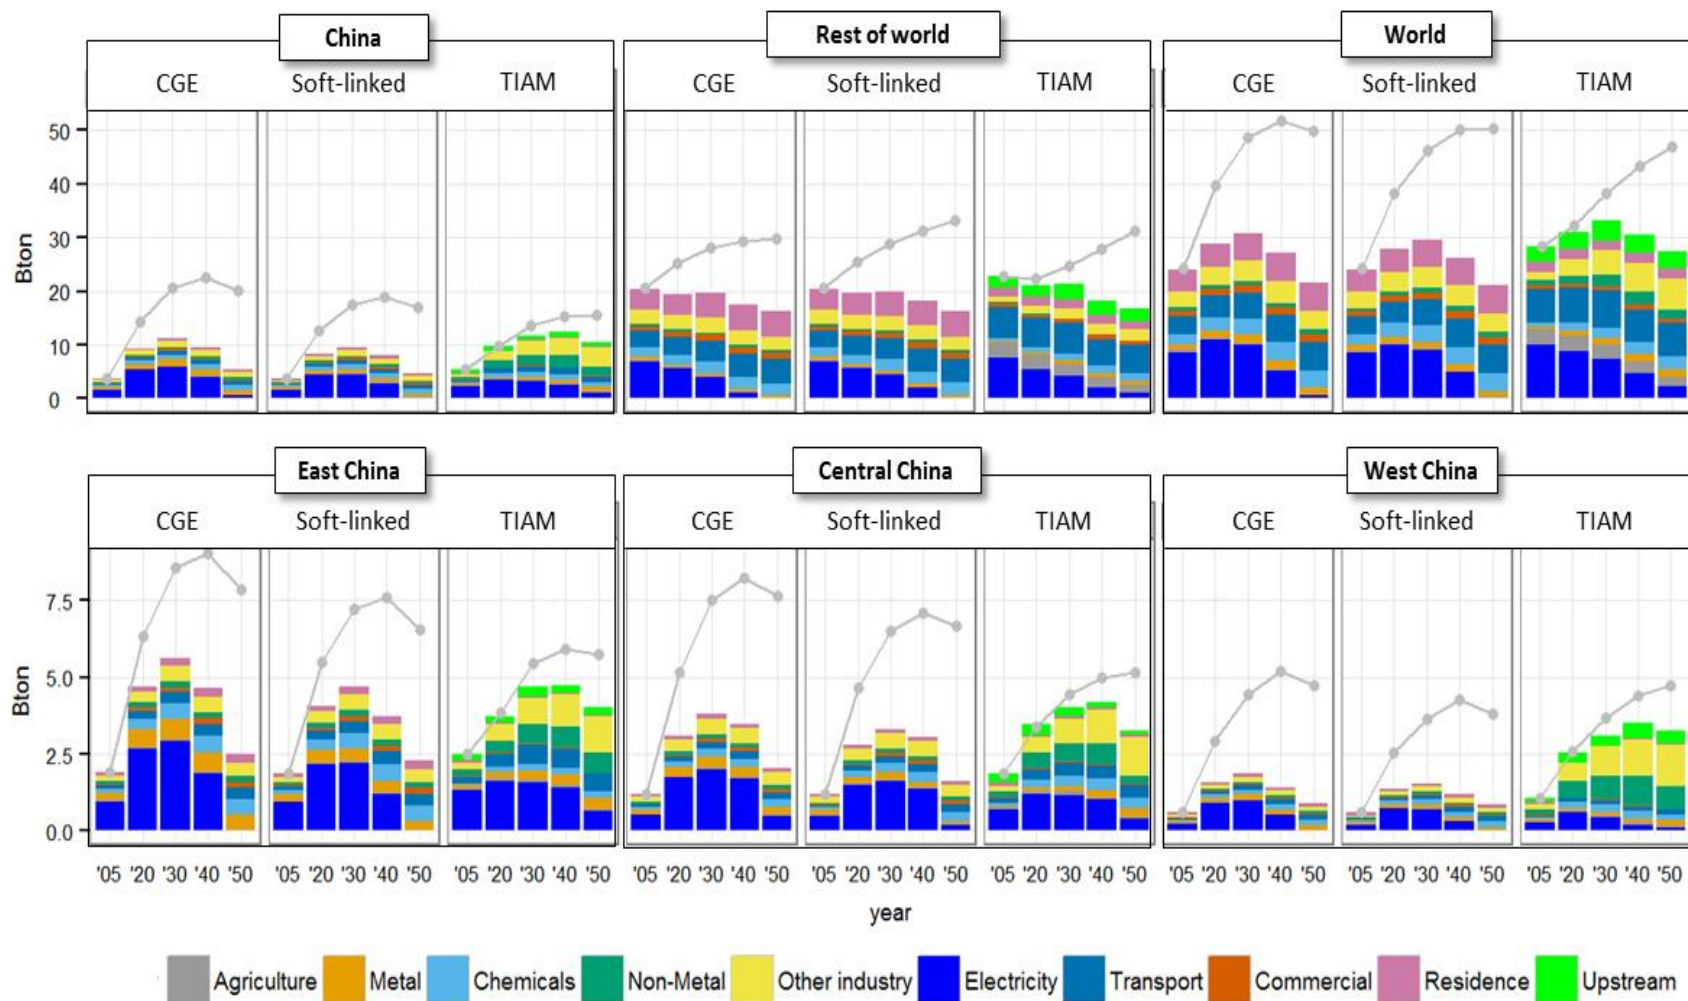 China Rest of world World
CGE Soft-linked TIAM CGE Soft-linked TIAM CGE Soft-linked TIAM
50
40
30
20
10
0
Bton
East China Central China West China
CGE Soft-linked TIAM CGE Soft-linked TIAM CGE Soft-linked TIAM
7.5
5.0
2.5
0.0
Bton
'05 '20 '30 '40 '50 '05 '20 '30 '40 '50 '05 '20 '30 '40 '50 '05 '20 '30 '40 '50 '05 '20 '30 '40 '50 '05 '20 '30 '40 '50 '05 '20 '30 '40 '50 '05 '20 '30 '40 '50 '05 '20 '30 '40 '50
year
Agriculture Metal Chemicals Non-Metal Other industry Electricity Transport Commercial Residence Upstream